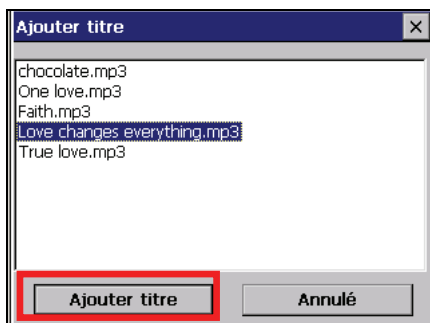 Ajouter titre
chocolate.mp3
One love.mp3
Faith.mp3
Love changes everything.mp3
True love.mp3
Ajouter titre Annulé